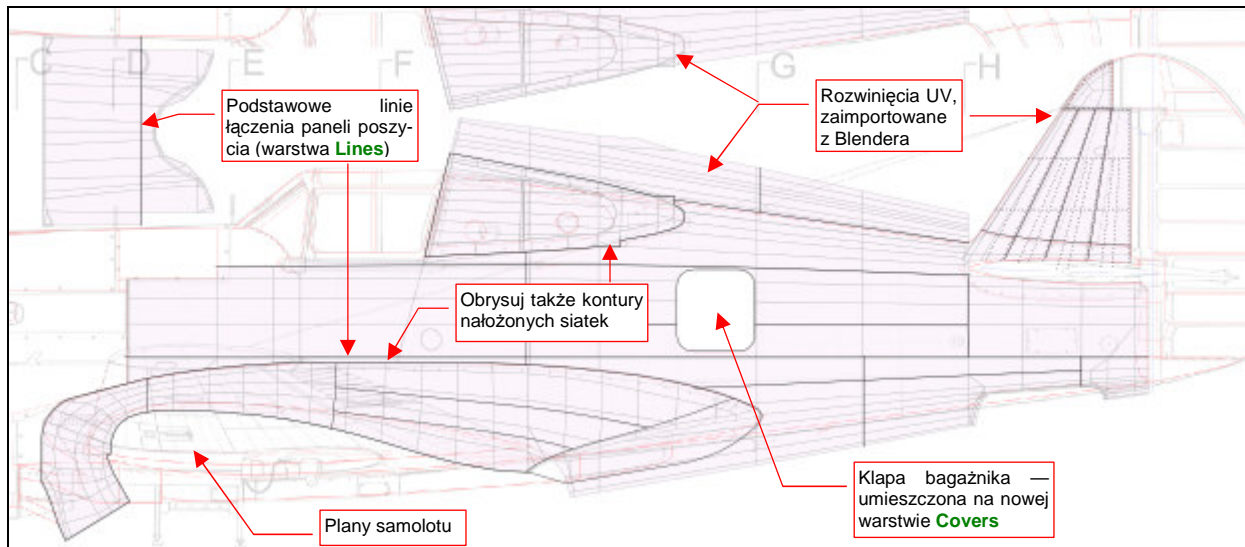 C D E F G H
Podstawowe linie
łączenia paneli poszy-
cia (warstwa Lines)
Rozwinięcia UV,
zaimportowane
z Blendera
Obrysuj także kontury
nałożonych siatek
Klapa bagażnika —
umieszczona na nowej
warstwie Covers
Plany samolotu